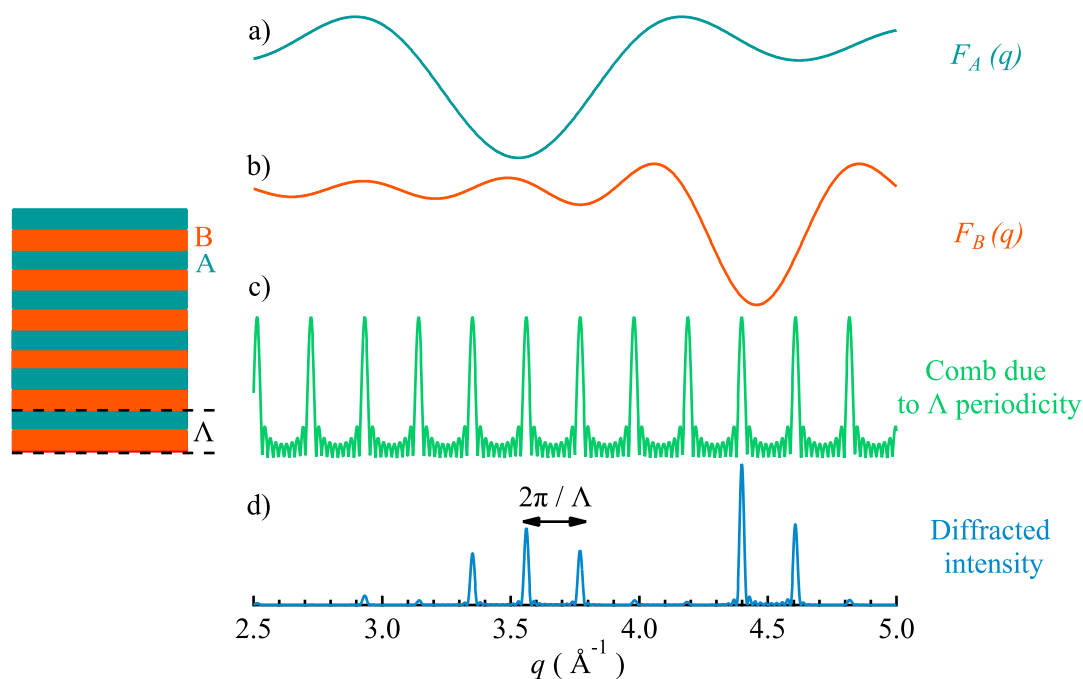 a)
F_A (q)
b)
B
F_B (q)
A
c)
Comb due
to Λ periodicity
Λ
d)
2π / Λ
Diffracted
intensity
2.5 3.0 3.5 4.0 4.5 5.0
q ( Å⁻¹ )